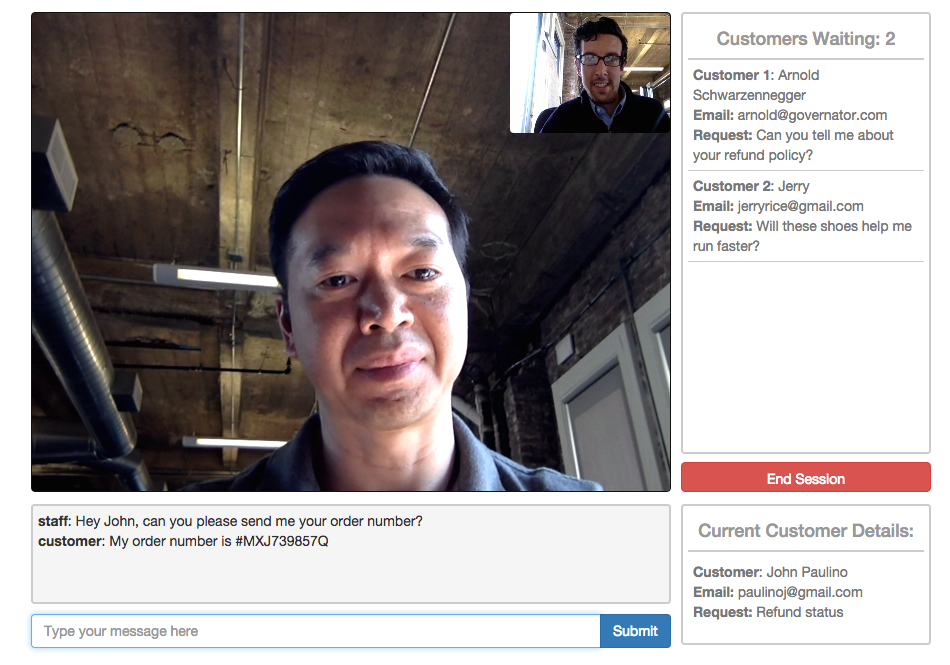 Customers Waiting: 2
Customer 1: Arnold
Schwarzennegger
Email: arnold@governator.com
Request: Can you tell me about
your refund policy?
Customer 2: Jerry
Email: jerryrice@gmail.com
Request: Will these shoes help me
run faster?
End Session
staff: Hey John, can you please send me your order number?
customer: My order number is #MXJ739857Q
Type your message here
Submit
Current Customer Details:
Customer: John Paulino
Email: paulinoj@gmail.com
Request: Refund status